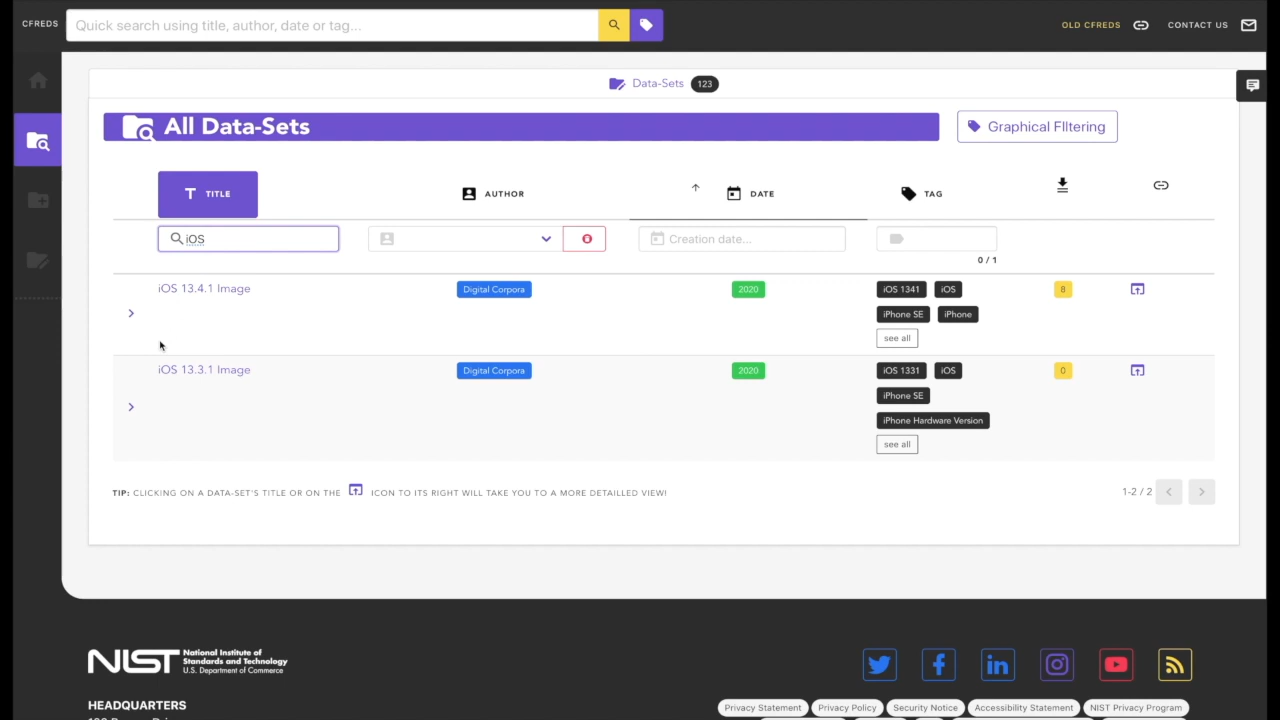 CFREDS
Quick search using title, author, date or tag...
OLD CFREDS
CONTACT US
Data-Sets 123
All Data-Sets
Graphical FIltering
TITLE
AUTHOR
DATE
TAG
iOS
Creation date...
0 / 1
iOS 13.4.1 Image
Digital Corpora
2020
iOS 1341 iOS
iPhone SE iPhone
see all
8
iOS 13.3.1 Image
Digital Corpora
2020
iOS 1331 iOS
iPhone SE
iPhone Hardware Version
see all
0
TIP: CLICKING ON A DATA-SET'S TITLE OR ON THE ICON TO ITS RIGHT WILL TAKE YOU TO A MORE DETAILLED VIEW!
1-2 / 2
NIST
National Institute of
Standards and Technology
U.S. Department of Commerce
HEADQUARTERS
Privacy Statement Privacy Policy Security Notice Accessibility Statement NIST Privacy Program